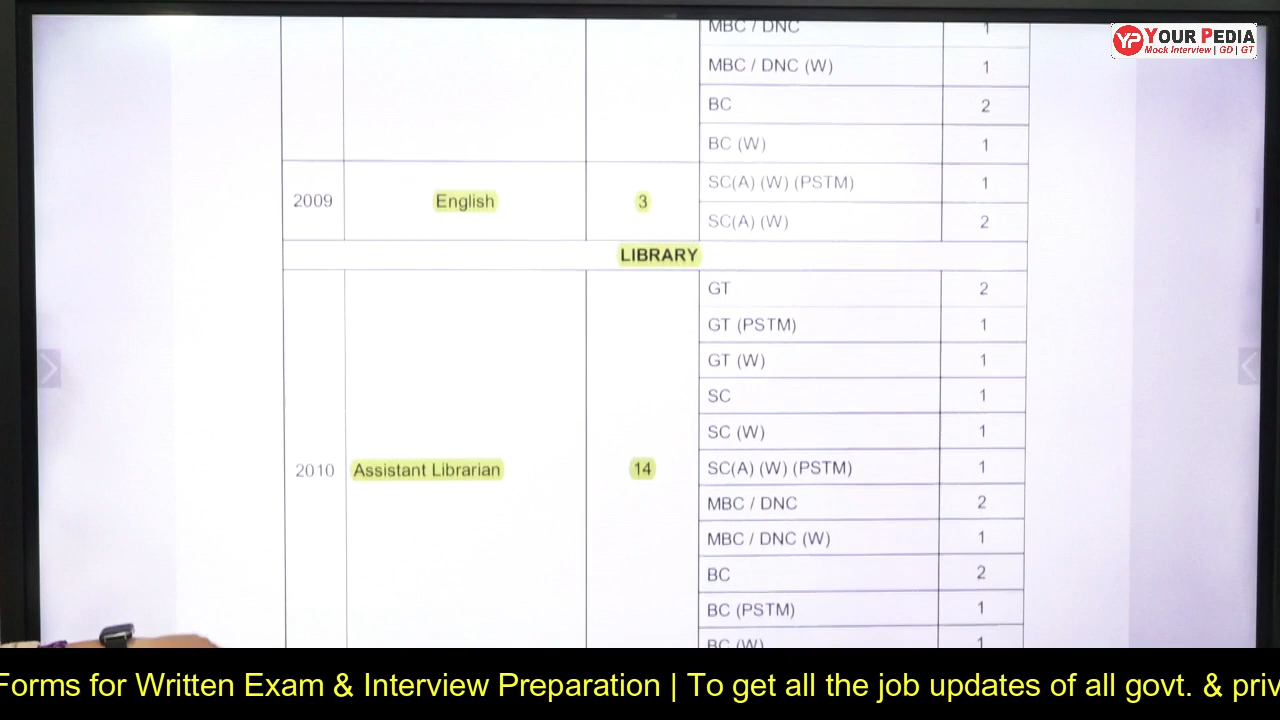 YP YOUR PEDIA
Mock Interview | GD | GT
MBC / DNC 1
MBC / DNC (W) 1
BC 2
BC (W) 1
2009 English 3
SC(A) (W) (PSTM) 1
SC(A) (W) 2
LIBRARY
GT 2
GT (PSTM) 1
GT (W) 1
SC 1
SC (W) 1
2010 Assistant Librarian 14 SC(A) (W) (PSTM) 1
MBC / DNC 2
MBC / DNC (W) 1
BC 2
BC (PSTM) 1
BC (W) 1
Forms for Written Exam & Interview Preparation | To get all the job updates of all govt. & priv